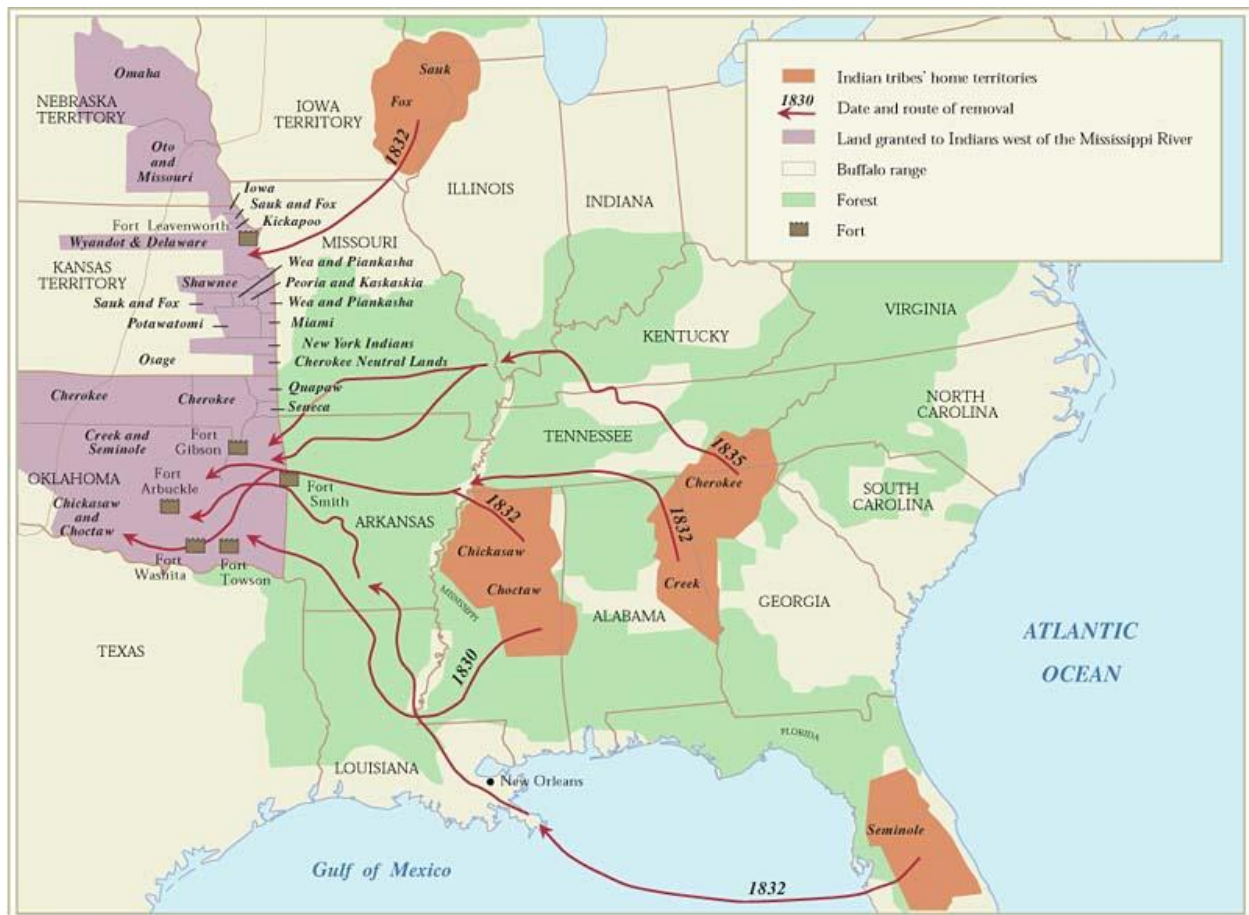 Indian tribes' home territories
1830
Date and route of removal
Land granted to Indians west of the Mississippi River
Buffalo range
Forest
Fort
Omaha
NEBRASKA
TERRITORY
Oto
and
Missouri
IOWA
TERRITORY
Sauk
Fox
1832
ILLINOIS
INDIANA
Iowa
Sauk and Fox
Kickapoo
Fort Leavenworth
Wyandot & Delaware
MISSOURI
KANSAS
TERRITORY
Wea and Piankasha
Shawnee
Peoria and Kaskaskia
Sauk and Fox
Wea and Piankasha
Potawatomi
Miami
New York Indians
Osage
Cherokee Neutral Lands
KENTUCKY
VIRGINIA
Cherokee
Cherokee
Quapaw
Seneca
Creek and
Seminole
Fort
Gibson
OKLAHOMA
Fort
Arbuckle
Fort
Smith
Chickasaw
and
Choctaw
Fort
Washita
Fort
Towson
ARKANSAS
TENNESSEE
NORTH
CAROLINA
1835
Cherokee
SOUTH
CAROLINA
1832
Chickasaw
Choctaw
1832
Creek
MISSISSIPPI
ALABAMA
GEORGIA
1830
TEXAS
LOUISIANA
New Orleans
FLORIDA
Seminole
1832
ATLANTIC
OCEAN
Gulf of Mexico